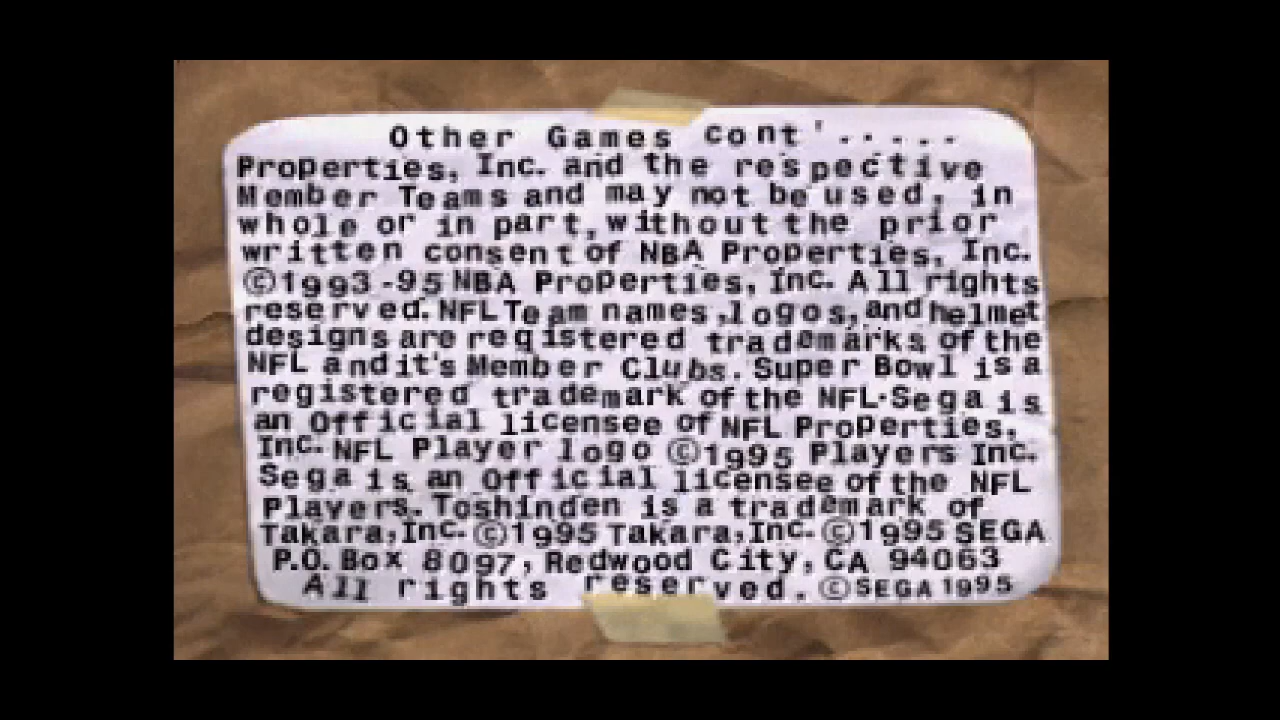 Other Games cont'.....
Properties, Inc. and the respective
Member Teams and may not be used, in
whole or in part, without the prior
written consent of NBA Properties, Inc.
©1993-95 NBA Properties, Inc. All rights
reserved. NFL Team names, logos, and helmet
designs are registered trademarks of the
NFL and it's Member Clubs. Super Bowl is a
registered trademark of the NFL·Sega is
an Official licensee of NFL Properties,
Inc. NFL Player logo ©1995 Players Inc.
Sega is an Official licensee of the NFL
Players. Toshinden is a trademark of
Takara, Inc. ©1995 Takara, Inc. ©1995 SEGA
P.O. Box 8097, Redwood City, CA 94063
All rights reserved. ©SEGA 1995